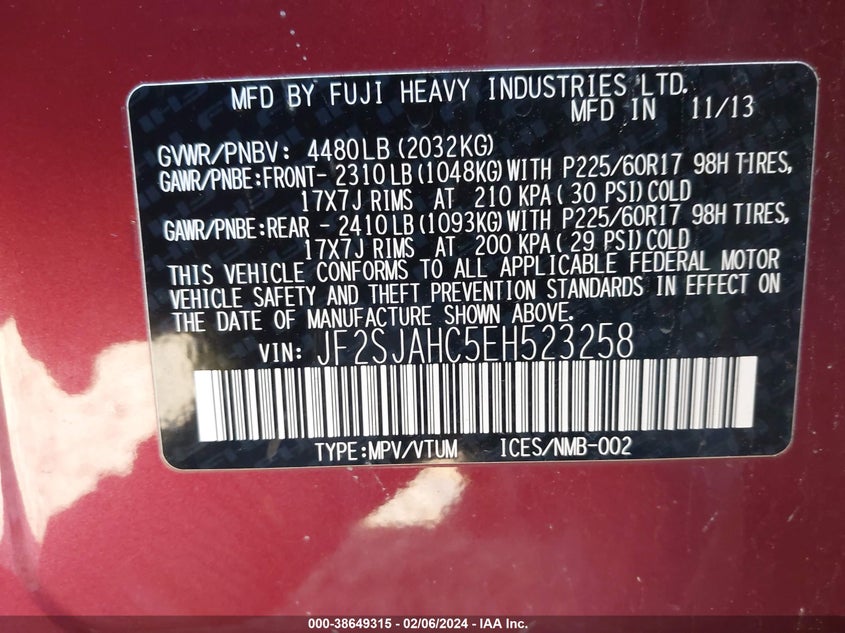 MFD BY FUJI HEAVY INDUSTRIES LTD.
MFD IN 11/13
GVWR/PNBV: 4480LB (2032KG)
GAWR/PNBE:FRONT- 2310LB (1048KG) WITH P225/60R17 98H TIRES,
17X7J RIMS AT 210 KPA ( 30 PSI) COLD
GAWR/PNBE:REAR - 2410LB (1093KG) WITH P225/60R17 98H TIRES,
17X7J RIMS AT 200 KPA ( 29 PSI) COLD
THIS VEHICLE CONFORMS TO ALL APPLICABLE FEDERAL MOTOR
VEHICLE SAFETY AND THEFT PREVENTION STANDARDS IN EFFECT ON
THE DATE OF MANUFACTURE SHOWN ABOVE.
VIN: JF2SJAHC5EH523258
TYPE:MPV/VTUM ICES/NMB-002
000-38649315 - 02/06/2024 - IAA Inc.